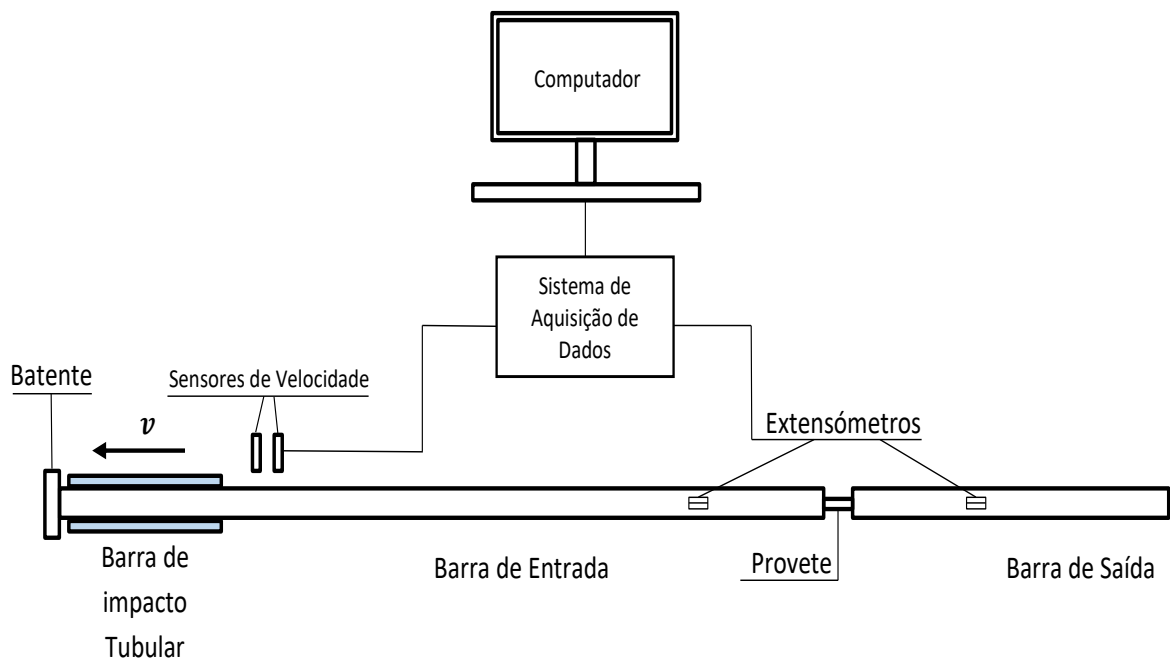 Computador
Sistema de
Aquisição de
Dados
Batente
Sensores de Velocidade
v
Extensómetros
Barra de
impacto
Tubular
Barra de Entrada
Provete
Barra de Saída